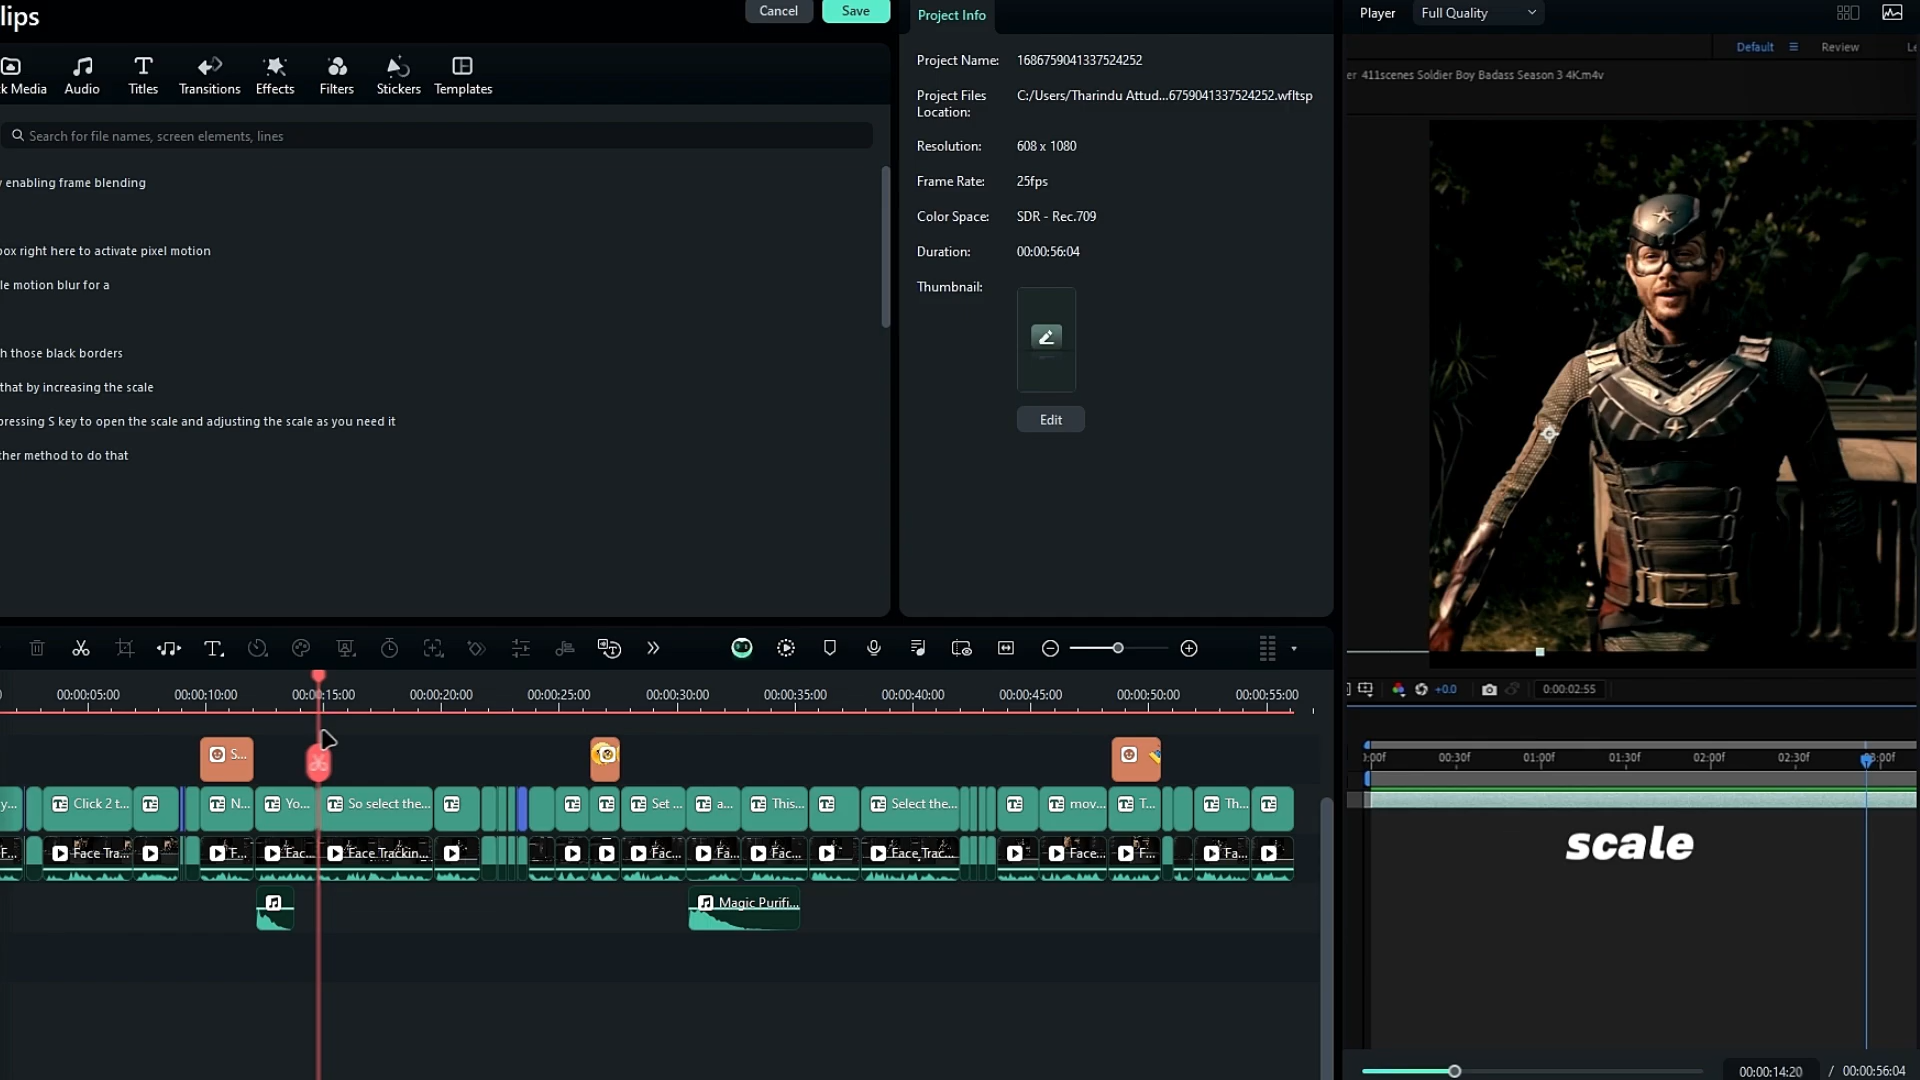 lips
Cancel
Save
Project Info
Player
Full Quality
Default
Review
k Media
Audio
Titles
Transitions
Effects
Filters
Stickers
Templates
Search for file names, screen elements, lines
enabling frame blending
box right here to activate pixel motion
le motion blur for a
h those black borders
that by increasing the scale
pressing S key to open the scale and adjusting the scale as you need it
her method to do that
Project Name: 1686759041337524252
Project Files Location: C:/Users/Tharindu Attud...6759041337524252.wfltsp
Resolution: 608 x 1080
Frame Rate: 25fps
Color Space: SDR - Rec.709
Duration: 00:00:56:04
Thumbnail:
Edit
er 411scenes Soldier Boy Badass Season 3 4K.m4v
+0.0
0:00:02:55
:00f 00:30f 01:00f 01:30f 02:00f 02:30f 3:00f
scale
00:00:14:20 / 00:00:56:04
00:00:05:00 00:00:10:00 00:00:15:00 00:00:20:00 00:00:25:00 00:00:30:00 00:00:35:00 00:00:40:00 00:00:45:00 00:00:50:00 00:00:55:00
S...
y... Click 2 t... N... Yo... So select the... Set ... a... This... Select the... mov... T... Th...
F... Face Tra... F... Fac... Face Trackin... Fac... Fa... Fac... Face Trac... Face... F... Fa...
Magic Purifi...